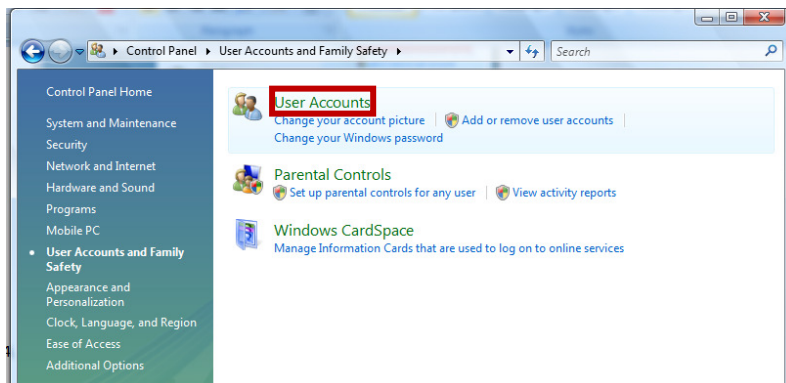 Control Panel User Accounts and Family Safety Search
Control Panel Home
System and Maintenance
Security
Network and Internet
Hardware and Sound
Programs
Mobile PC
User Accounts and Family
Safety
Appearance and
Personalization
Clock, Language, and Region
Ease of Access
Additional Options
User Accounts
Change your account picture Add or remove user accounts
Change your Windows password
Parental Controls
Set up parental controls for any user View activity reports
Windows CardSpace
Manage Information Cards that are used to log on to online services